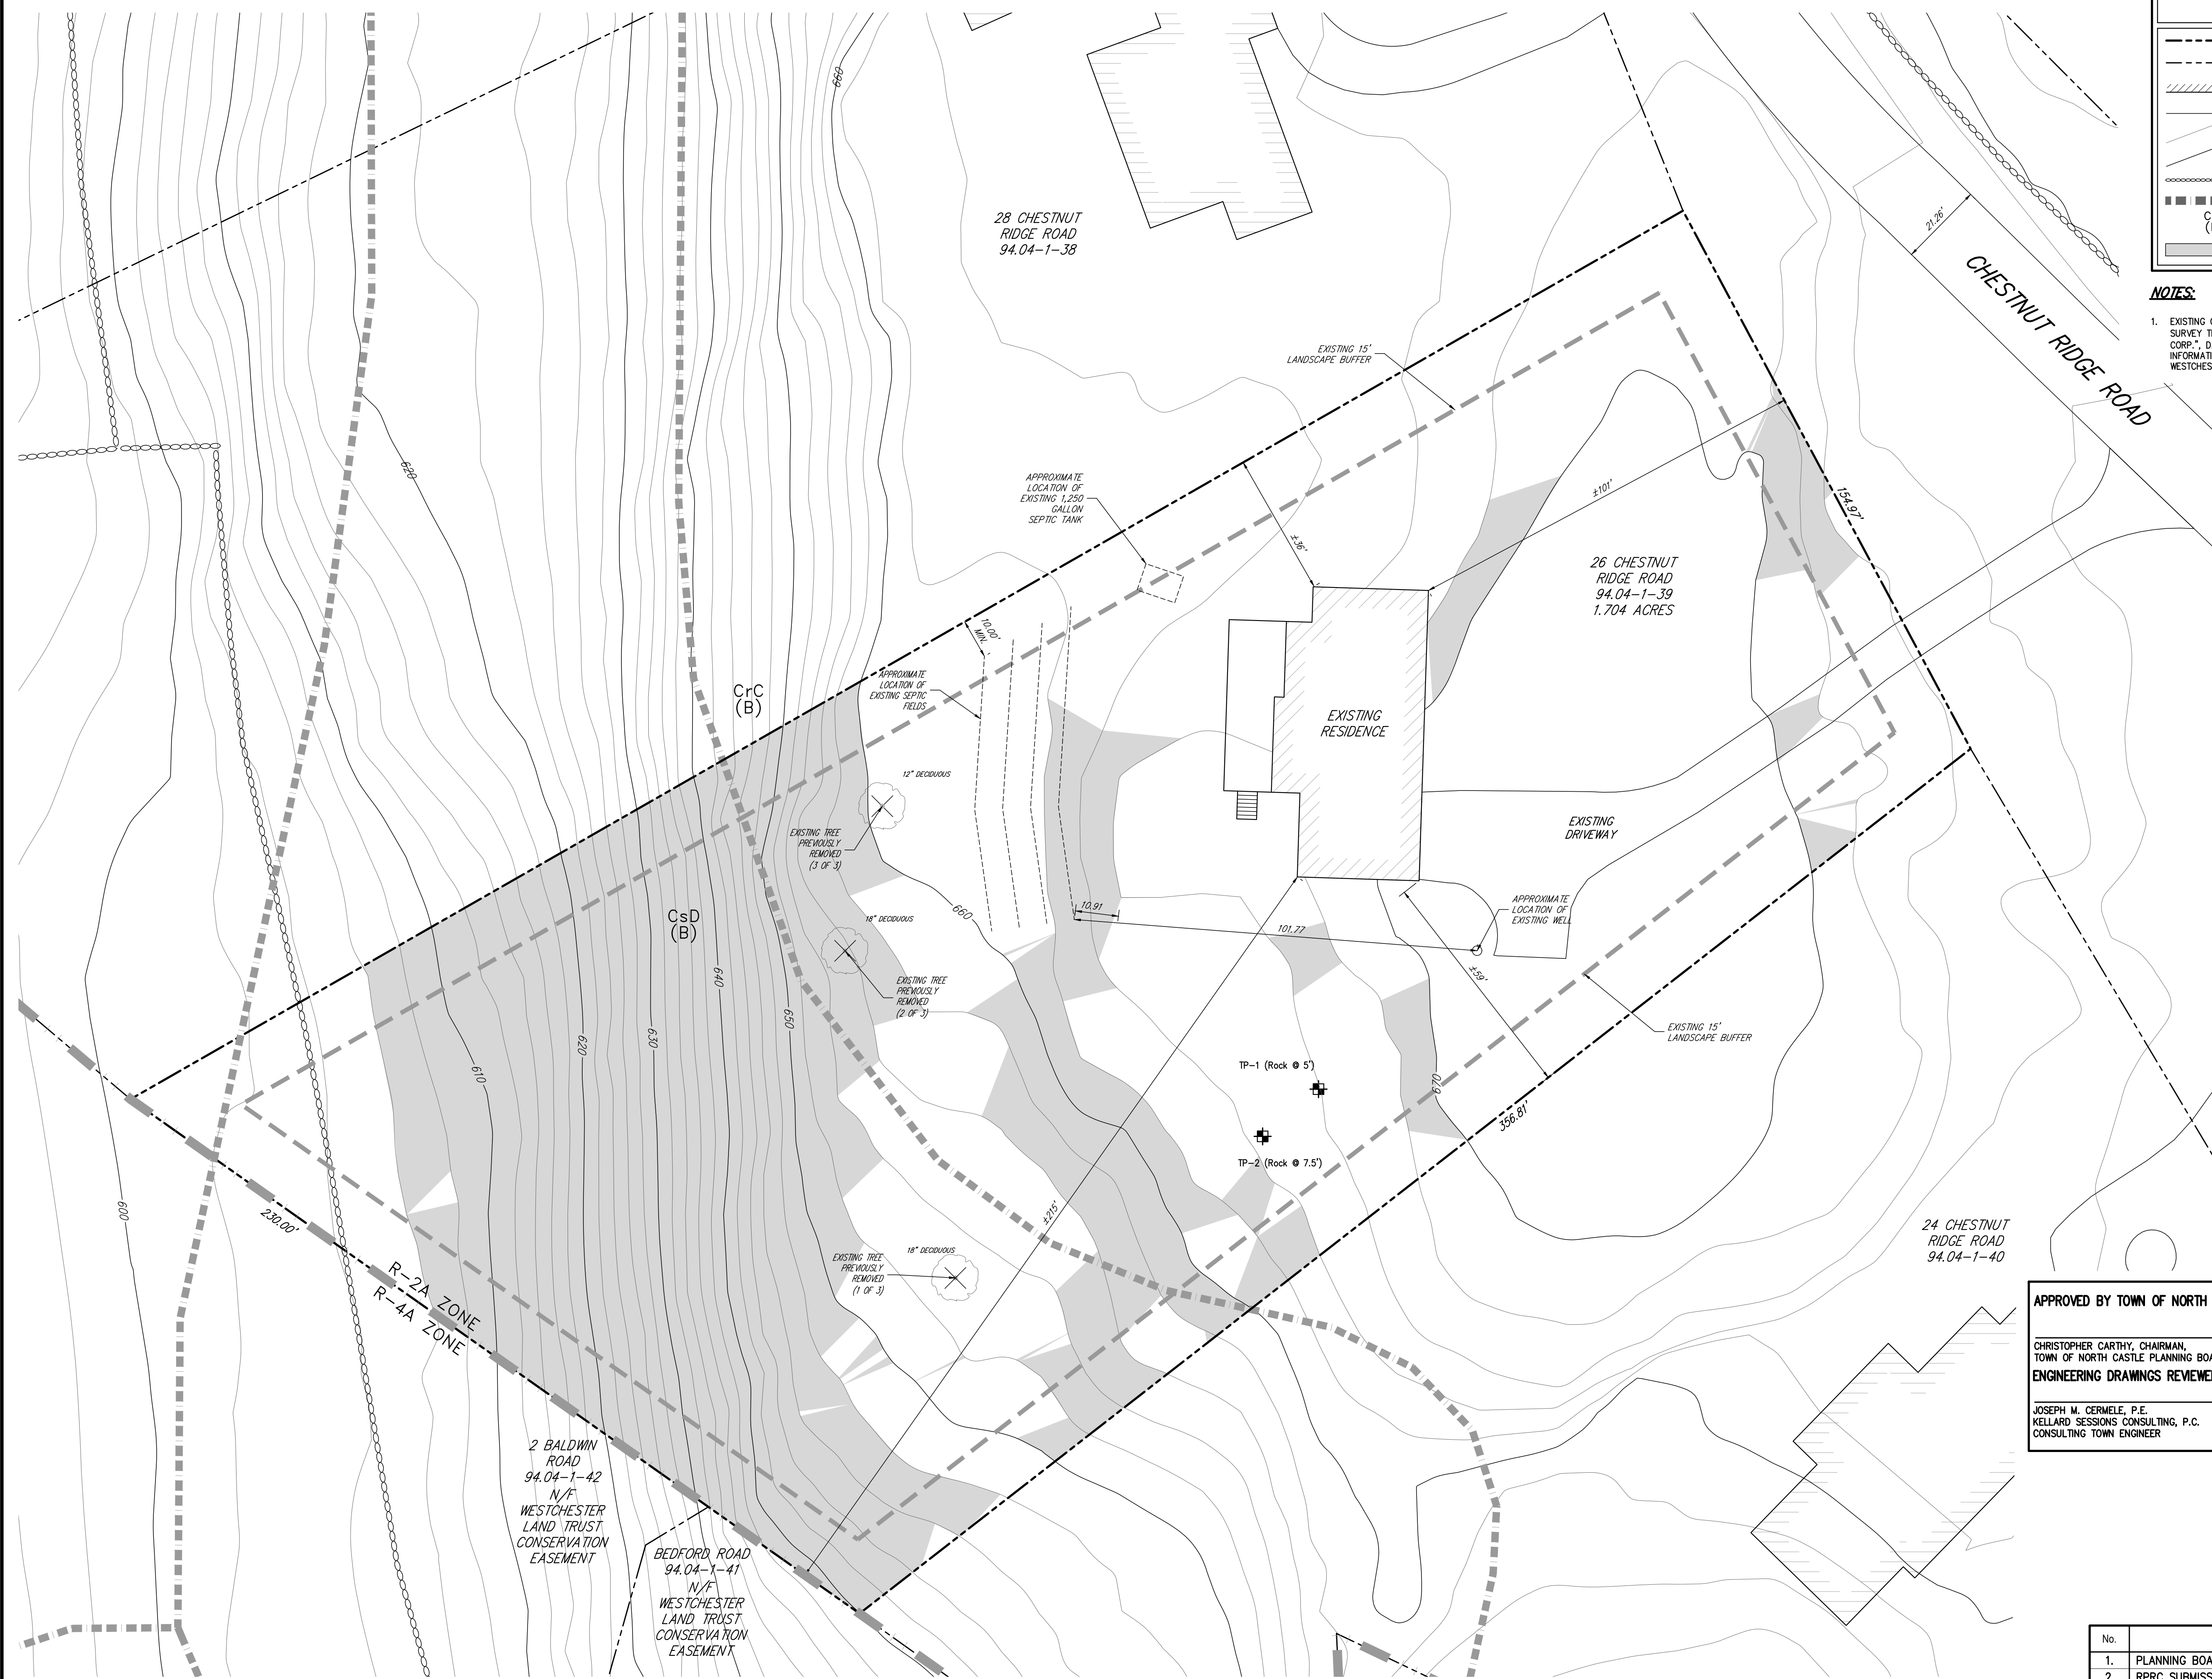 660
28 CHESTNUT
RIDGE ROAD
94.04-1-38
21.26'
CHESTNUT RIDGE ROAD
NOTES:
1. EXISTING
CORP.", D.
EXISTING 15'
LANDSCAPE BUFFER
620
APPROXIMATE
LOCATION OF
EXISTING 1,250
GALLON
SEPTIC TANK
±36'
±101'
154.97'
26 CHESTNUT
RIDGE ROAD
94.04-1-39
1.704 ACRES
10.00'
MIN.
APPROXIMATE
LOCATION OF
EXISTING SEPTIC
FIELDS
CrC
(B)
EXISTING
RESIDENCE
12" DECIDUOUS
EXISTING TREE
PREVIOUSLY
REMOVED
(3 OF 3)
EXISTING
DRIVEWAY
CsD
(B)
18" DECIDUOUS
660
10.91
101.77
APPROXIMATE
LOCATION OF
EXISTING WELL
±59'
EXISTING TREE
PREVIOUSLY
REMOVED
(2 OF 3)
610
620
630
640
650
EXISTING 15'
LANDSCAPE BUFFER
TP-1 (Rock @ 5')
670
356.81'
TP-2 (Rock @ 7.5')
600
230.00'
±215'
24 CHESTNUT
RIDGE ROAD
94.04-1-40
EXISTING TREE
PREVIOUSLY
REMOVED
(1 OF 3)
18" DECIDUOUS
R-2A ZONE
R-4A ZONE
2 BALDWIN
ROAD
94.04-1-42
N/F
WESTCHESTER
LAND TRUST
CONSERVATION
EASEMENT
BEDFORD ROAD
94.04-1-41
N/F
WESTCHESTER
LAND TRUST
CONSERVATION
EASEMENT
APPROVED BY TOWN OF NORTH
CHRISTOPHER CARTHY, CHAIRMAN,
TOWN OF NORTH CASTLE PLANNING
ENGINEERING DRAWINGS
JOSEPH M. CERMELE, P.E.
KELLARD SESSIONS CONSULTING, P.C.
CONSULTING TOWN ENGINEER
No.
1. PLANNING
2. RPRC